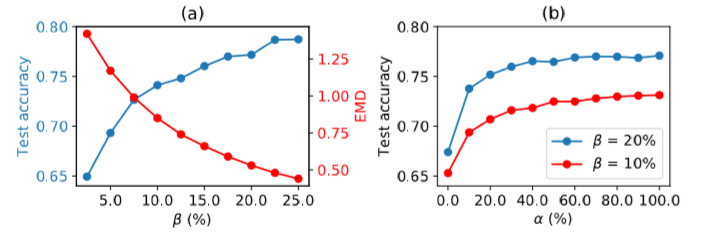 (a)
0.80
0.75
0.70
0.65
Test accuracy
1.25
1.00
0.75
0.50
EMD
5.0 10.0 15.0 20.0 25.0
β (%)
(b)
0.80
0.75
0.70
0.65
Test accuracy
β = 20%
β = 10%
0.0 20.0 40.0 60.0 80.0 100.0
α (%)